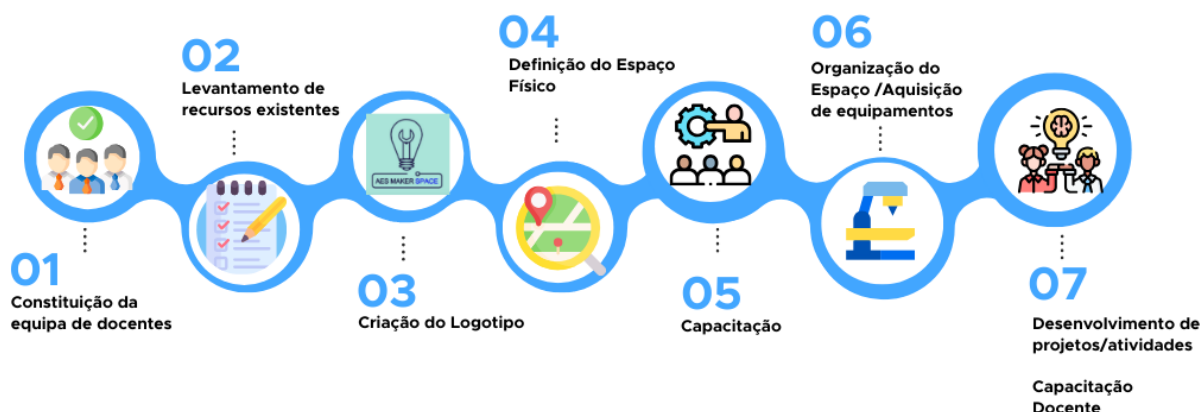 01
Constituição da
equipa de docentes
02
Levantamento de
recursos existentes
AES MAKER SPACE
03
Criação do Logotipo
04
Definição do Espaço
Físico
05
Capacitação
06
Organização do
Espaço /Aquisição
de equipamentos
07
Desenvolvimento de
projetos/atividades
Capacitação
Docente